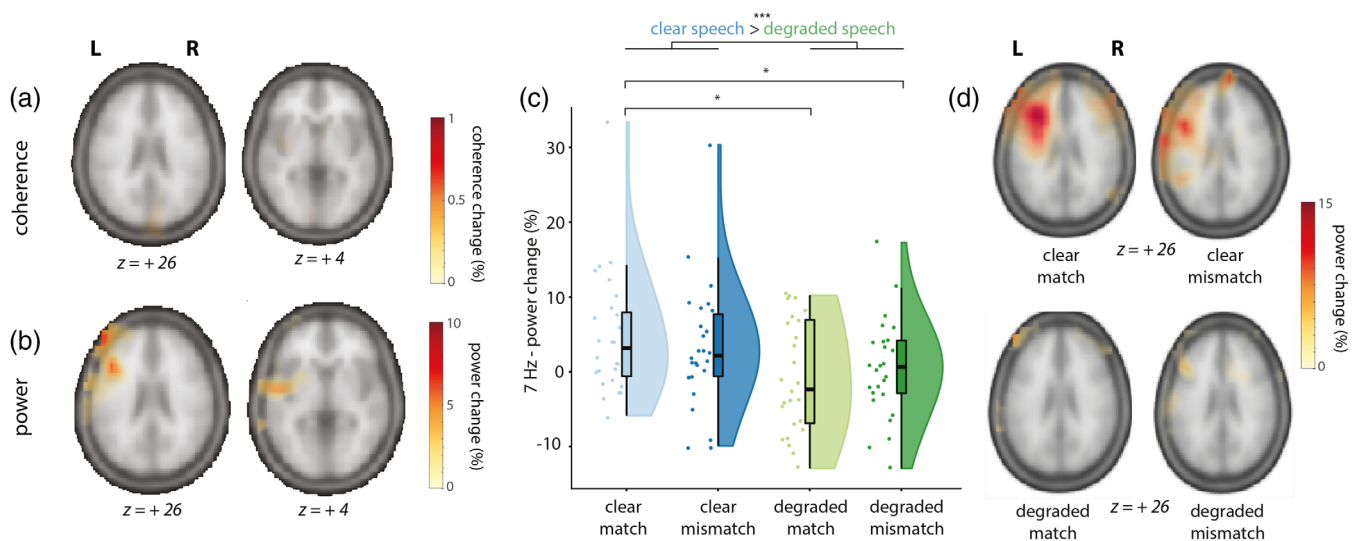 L R
(a)
coherence
z = + 26
z = + 4
1
0.5
0
coherence change (%)
(b)
power
z = + 26
z = + 4
10
5
0
power change (%)
(c)
***
clear speech > degraded speech
*
*
7 Hz - power change (%)
30
20
10
0
-10
clear
match
clear
mismatch
degraded
match
degraded
mismatch
(d)
L R
clear
match
z = + 26
clear
mismatch
15
0
power change (%)
degraded
match
z = + 26
degraded
mismatch